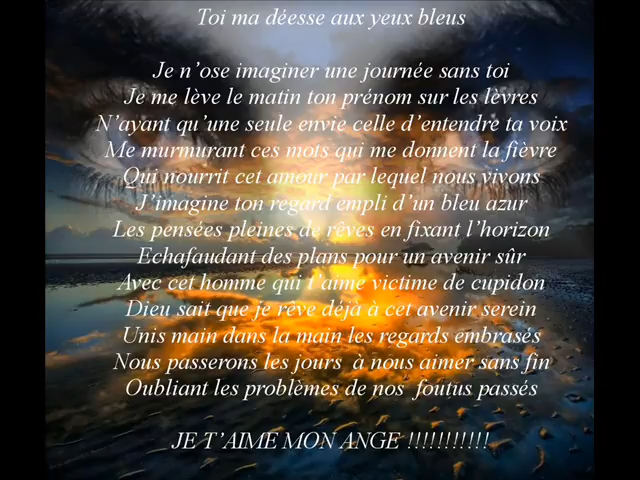 Toi ma déesse aux yeux bleus
Je n’ose imaginer une journée sans toi
Je me lève le matin ton prénom sur les lèvres
N’ayant qu’une seule envie celle d’entendre ta voix
Me murmurant ces mots qui me donnent la fièvre
Qui nourrit cet amour par lequel nous vivons
J’imagine ton regard empli d’un bleu azur
Les pensées pleines de rêves en fixant l’horizon
Echafaudant des plans pour un avenir sûr
Avec cet homme qui t’aime victime de cupidon
Dieu sait que je rêve déjà à cet avenir serein
Unis main dans la main les regards embrasés
Nous passerons les jours à nous aimer sans fin
Oubliant les problèmes de nos foutus passés
JE T’AIME MON ANGE !!!!!!!!!!!